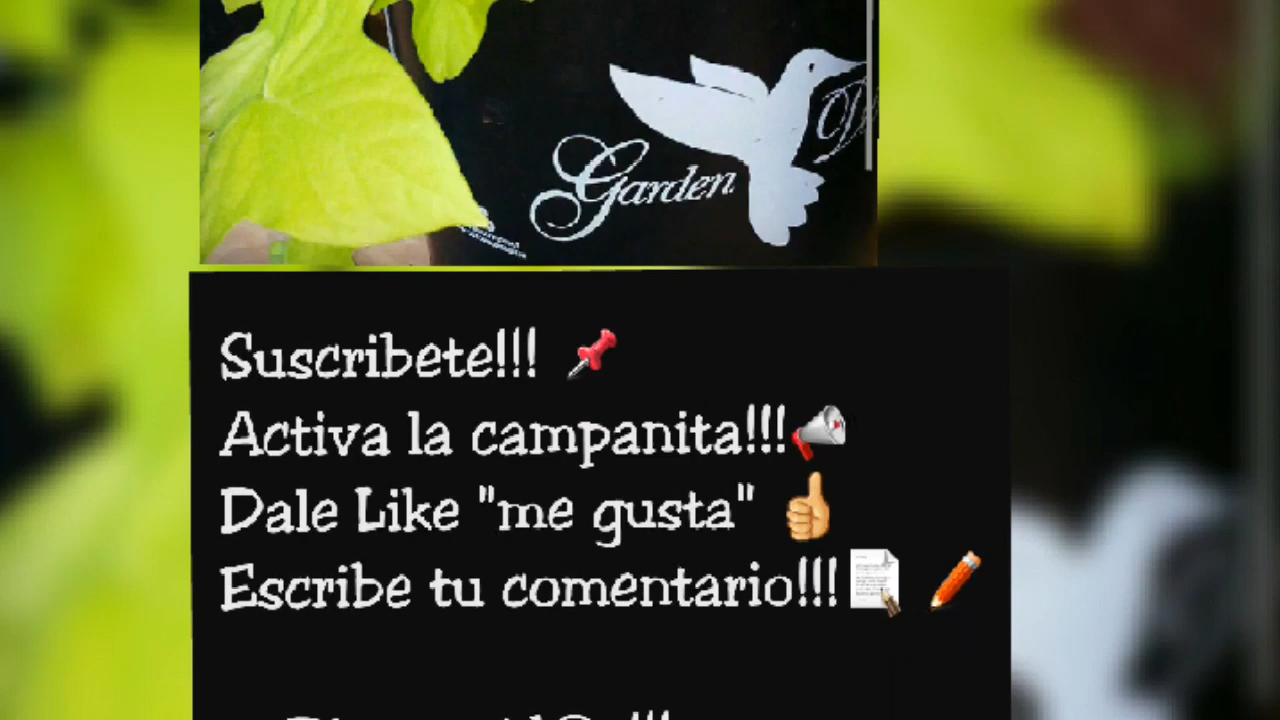 Garden
Suscribete!!!
Activa la campanita!!!
Dale Like "me gusta"
Escribe tu comentario!!!